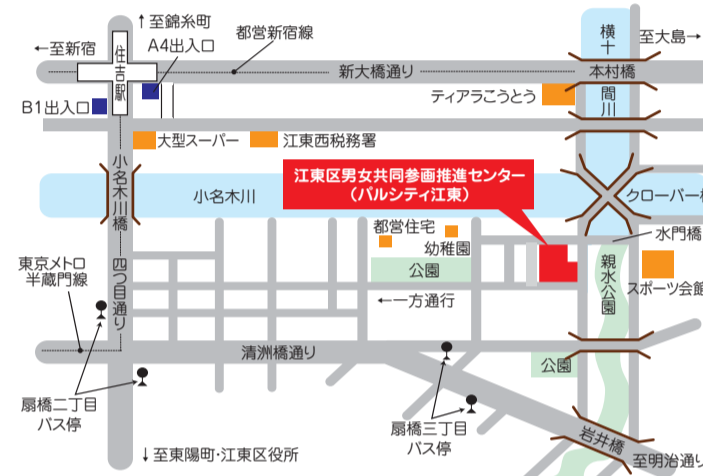 ↑至錦糸町
←至新宿
住吉駅
A4出入口
都営新宿線
横十
間川
至大島→
新大橋通り
本村橋
ティアラこうとう
B1出入口
大型スーパー
江東西税務署
小名木川橋
小名木川
江東区男女共同参画推進センター
（パルシティ江東）
クローバー橋
都営住宅
幼稚園
水門橋
公園
親水公園
スポーツ会館
東京メトロ
半蔵門線
四つ目通り
←一方通行
清洲橋通り
公園
扇橋二丁目
バス停
扇橋三丁目
バス停
岩井橋
↓至東陽町・江東区役所
至明治通り